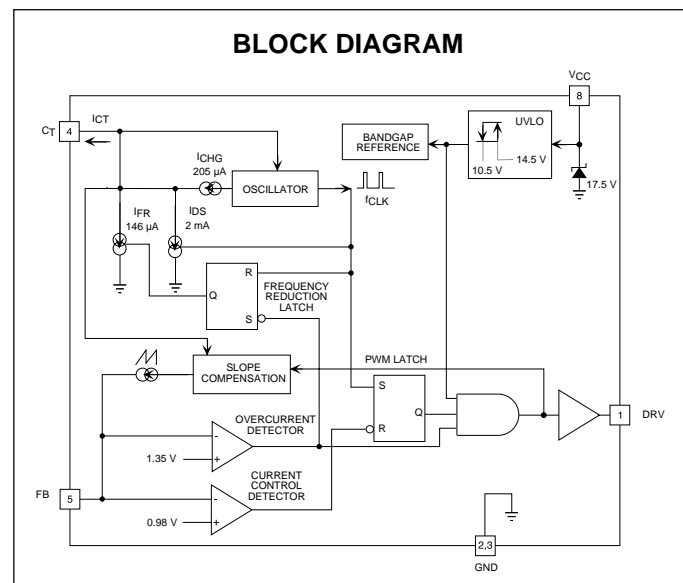 BLOCK DIAGRAM
VCC
8
CT
4
ICT
UVLO
BANDGAP
REFERENCE
14.5 V
10.5 V
17.5 V
ICHG
205 µA
OSCILLATOR
fCLK
IFR
146 µA
IDS
2 mA
R
Q
S
FREQUENCY
REDUCTION
LATCH
SLOPE
COMPENSATION
PWM LATCH
S
Q
R
1
DRV
OVERCURRENT
DETECTOR
-
+
1.35 V
CURRENT
CONTROL
DETECTOR
FB
5
-
+
0.98 V
2,3
GND